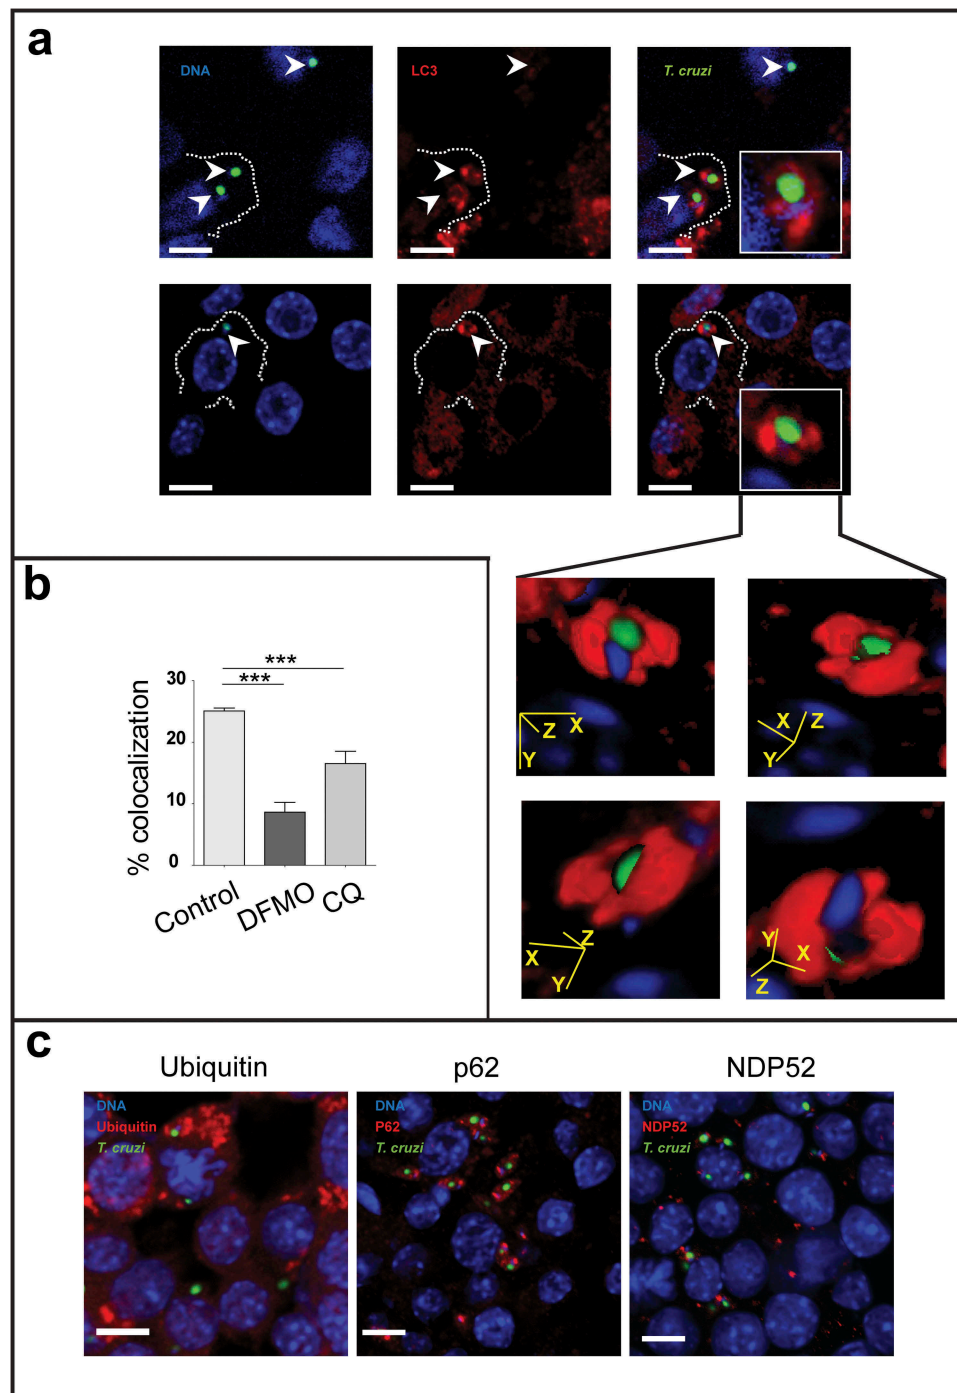 a
DNA
LC3
T. cruzi
b
% colocalization
30
20
10
0
***
***
Control
DFMO
CQ
X
Z
Y
X
Z
Y
X
Z
Y
Y
X
Z
c
Ubiquitin
p62
NDP52
DNA
Ubiquitin
T. cruzi
DNA
P62
T. cruzi
DNA
NDP52
T. cruzi